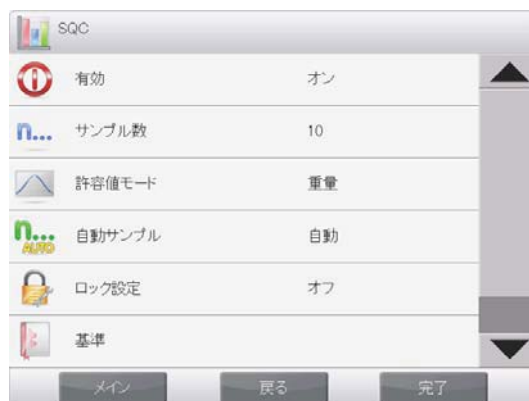 SQC
有効 オン
n... サンプル数 10
許容値モード 重量
n... AUTO 自動サンプル 自動
ロック設定 オフ
基準
メイン 戻る 完了